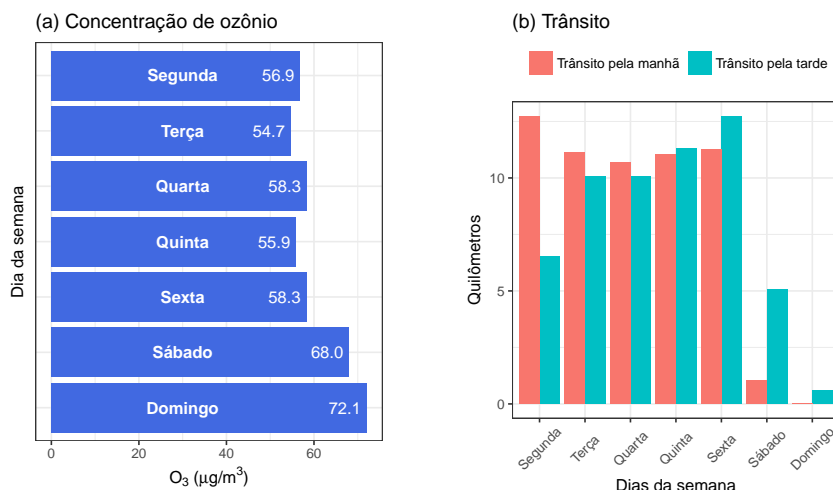 (a) Concentração de ozônio
Dia da semana
Segunda 56.9
Terça 54.7
Quarta 58.3
Quinta 55.9
Sexta 58.3
Sábado 68.0
Domingo 72.1
0 20 40 60
O₃ (μg/m³)
(b) Trânsito
Trânsito pela manhã Trânsito pela tarde
Quilômetros
10
5
0
Segunda Terça Quarta Quinta Sexta Sábado Domingo
Dias da semana